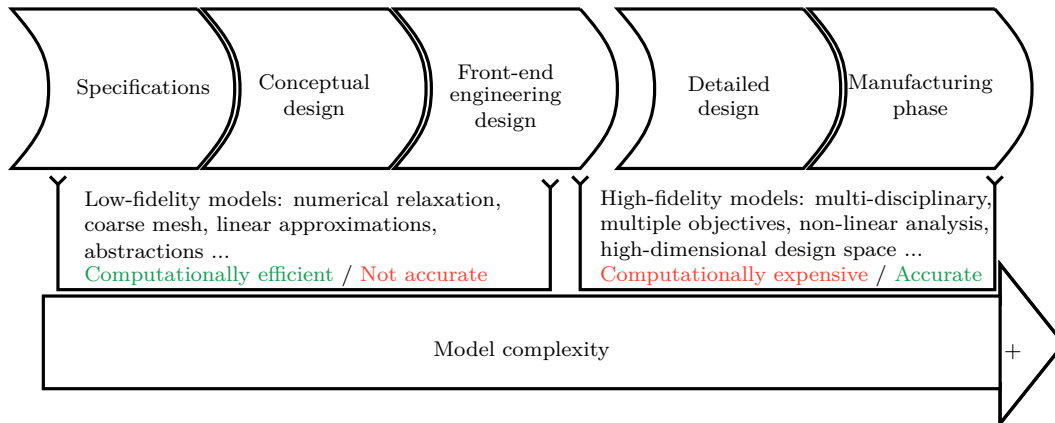 Specifications
Conceptual
design
Front-end
engineering
design
Detailed
design
Manufacturing
phase
Low-fidelity models: numerical relaxation,
coarse mesh, linear approximations,
abstractions ...
Computationally efficient / Not accurate
High-fidelity models: multi-disciplinary,
multiple objectives, non-linear analysis,
high-dimensional design space ...
Computationally expensive / Accurate
Model complexity
+